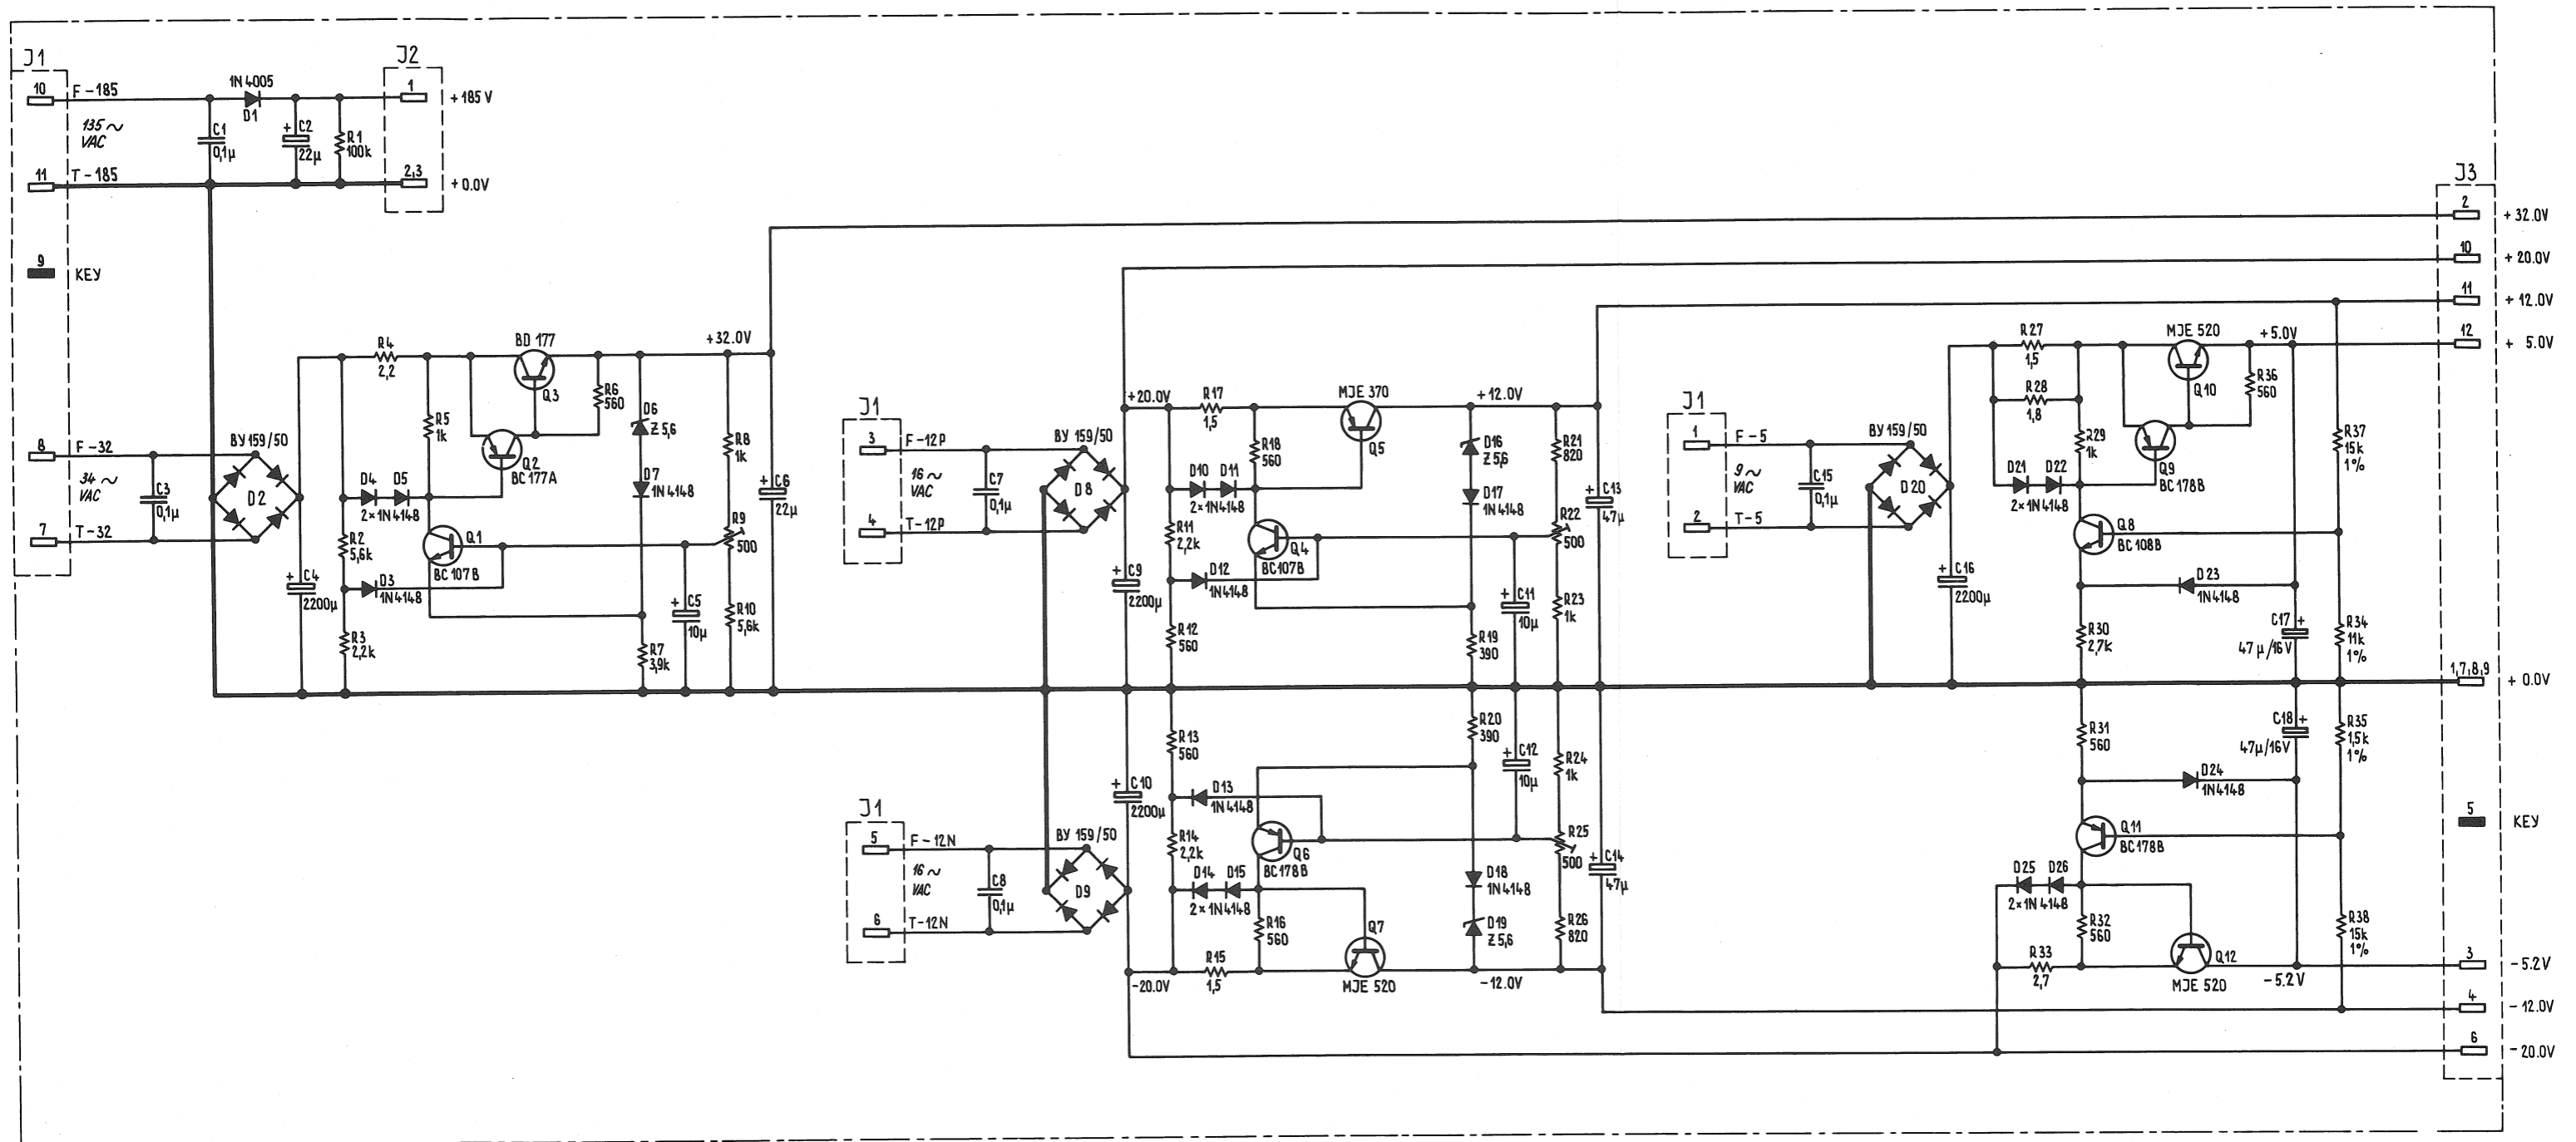 J1
10
F-185
135~
VAC
11
T-185
C1
0,1μ
1N 4005
D1
+
C2
22μ
R1
100k
J2
1
+185 V
2,3
+0.0V
9
KEY
8
F-32
34~
VAC
7
T-32
C3
0,1μ
BY 159/50
D2
+
C4
2200μ
R4
2,2
R5
1k
D4
D5
2×1N4148
R2
5,6k
D3
1N4148
R3
2,2k
Q1
BC 107B
BD 177
Q3
Q2
BC 177A
R6
560
D6
Z 5,6
D7
1N 4148
R7
3,9k
+
C5
10μ
+32.0V
R8
1k
R9
500
R10
5,6k
+
C6
22μ
J1
3
F-12P
16~
VAC
4
T-12P
C7
0,1μ
BY 159/50
D8
+
C9
2200μ
+20.0V
R17
1,5
R18
560
D10
D11
2×1N4148
R11
2,2k
D12
1N4148
R12
560
Q4
BC107B
MJE 370
Q5
+12.0V
D16
Z 5,6
D17
1N 4148
R19
390
+
C11
10μ
R21
820
R22
500
R23
1k
+
C13
47μ
J1
5
F-12N
16~
VAC
6
T-12N
C8
0,1μ
BY 159/50
D9
+
C10
2200μ
R13
560
D13
1N4148
R14
2,2k
D14
D15
2×1N4148
Q6
BC178B
R16
560
-20.0V
R15
1,5
Q7
MJE 520
R20
390
+
C12
10μ
D18
1N4148
D19
Z 5,6
-12.0V
R24
1k
R25
500
R26
820
+
C14
47μ
J1
1
F-5
9~
VAC
2
T-5
C15
0,1μ
BY 159/50
D20
+
C16
2200μ
R27
1,5
R28
1,8
R29
1k
D21
D22
2×1N4148
MJE 520
Q10
Q9
BC 178B
R36
560
+5.0V
Q8
BC 108B
D23
1N4148
R30
2,7k
C17
+
47μ/16V
R37
15k
1%
R34
11k
1%
R31
560
C18
+
47μ/16V
D24
1N4148
R35
1,5k
1%
Q11
BC178B
D25
D26
2×1N4148
R32
560
R33
2,7
Q12
MJE 520
-5.2V
R38
15k
1%
J3
2
+32.0V
10
+20.0V
11
+12.0V
12
+ 5.0V
1,7,8,9
+ 0.0V
5
KEY
3
-5.2V
4
-12.0V
6
-20.0V